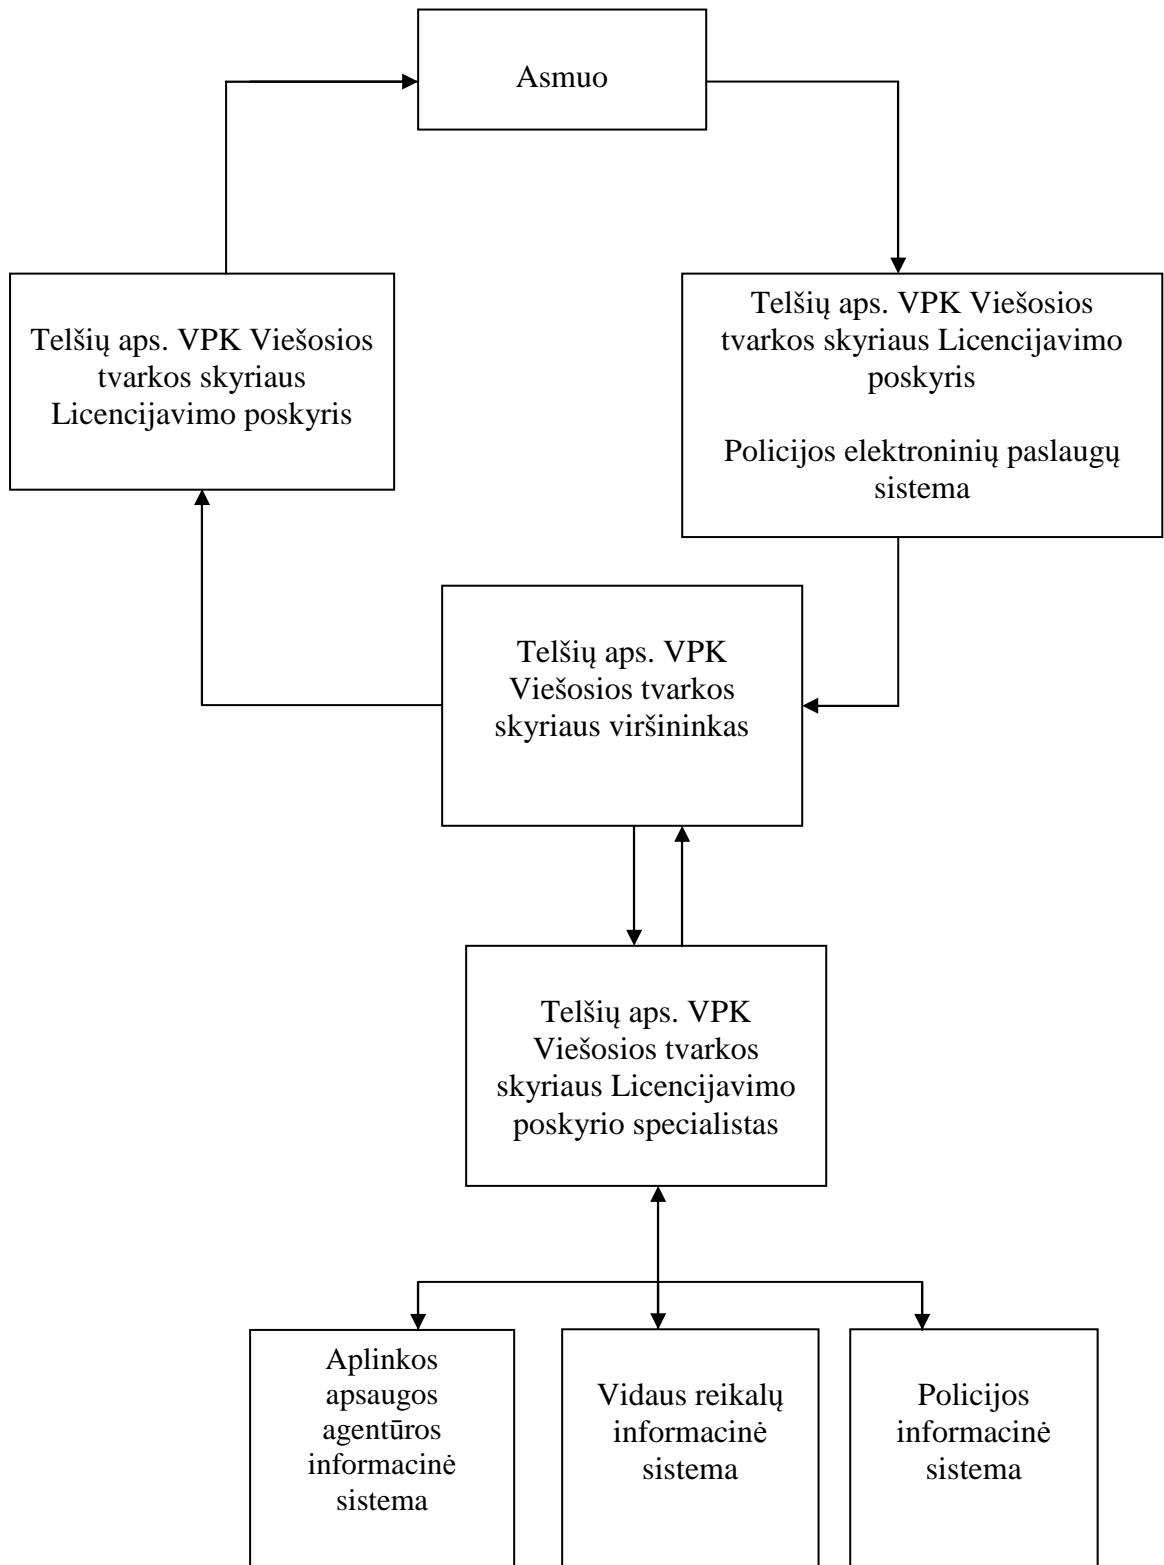 Asmuo
Telšių aps. VPK Viešosios
tvarkos skyriaus
Licencijavimo poskyris
Telšių aps. VPK Viešosios
tvarkos skyriaus Licencijavimo
poskyris
Policijos elektroninių paslaugų
sistema
Telšių aps. VPK
Viešosios tvarkos
skyriaus viršininkas
Telšių aps. VPK
Viešosios tvarkos
skyriaus Licencijavimo
poskyrio specialistas
Aplinkos
apsaugos
agentūros
informacinė
sistema
Vidaus reikalų
informacinė
sistema
Policijos
informacinė
sistema